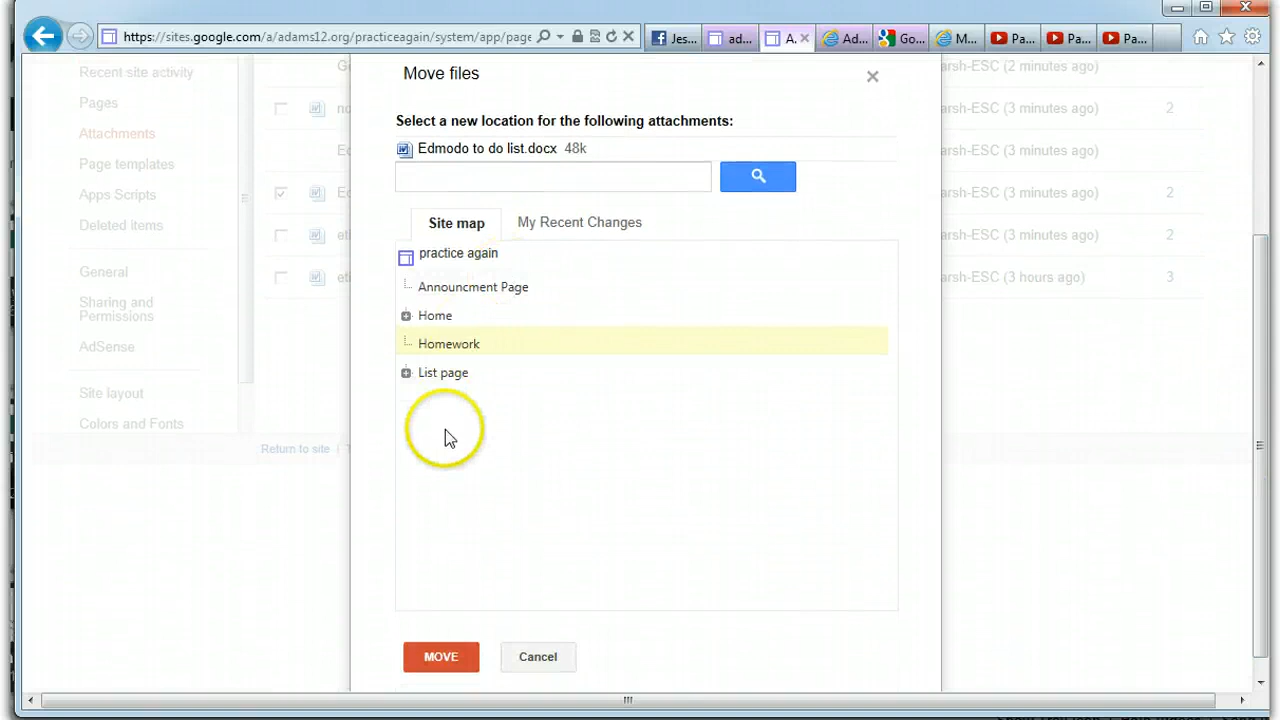 https://sites.google.com/a/adams12.org/practiceagain/system/app/page
Jes... ad... A. Ad... Go... M... Pa... Pa... Pa...
Recent site activity
Pages
Attachments
Page templates
Apps Scripts
Deleted items
General
Sharing and
Permissions
AdSense
Site layout
Colors and Fonts
Return to site
Move files
Select a new location for the following attachments:
Edmodo to do list.docx 48k
Site map My Recent Changes
practice again
Announcment Page
Home
Homework
List page
MOVE Cancel
arsh-ESC (2 minutes ago)
arsh-ESC (3 minutes ago) 2
arsh-ESC (3 minutes ago)
arsh-ESC (3 minutes ago) 2
arsh-ESC (3 minutes ago) 2
arsh-ESC (3 hours ago) 3